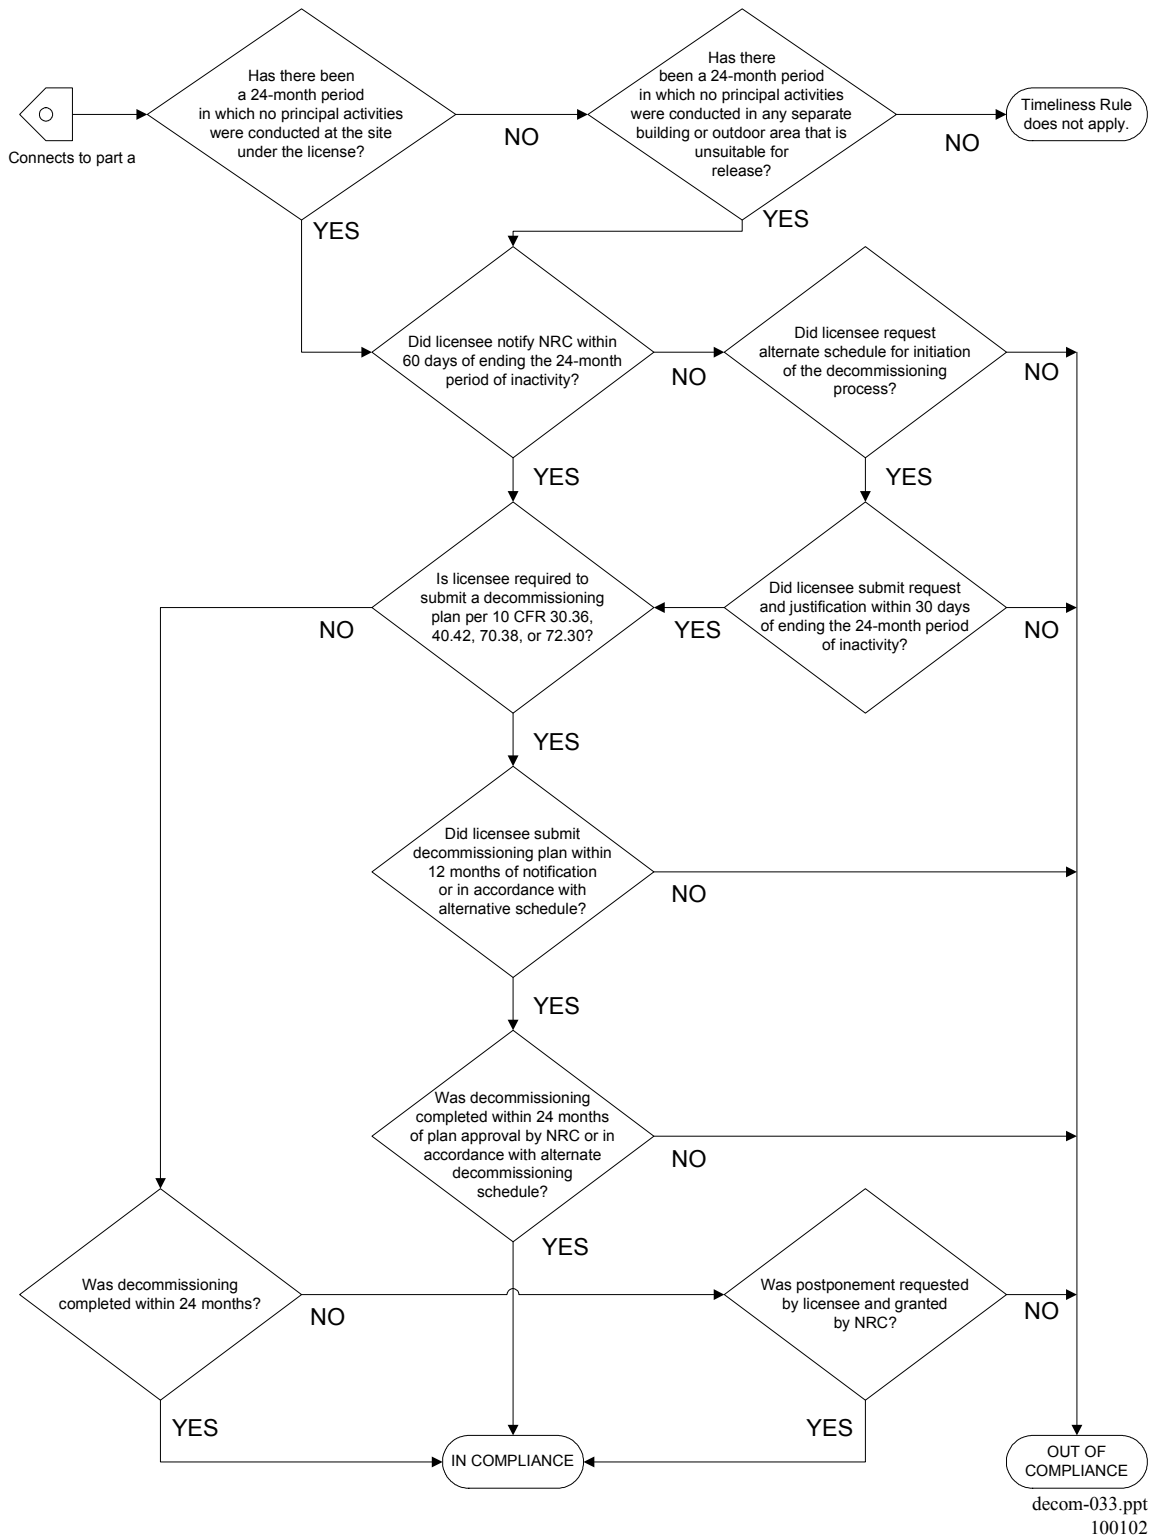 Has there been
a 24-month period
in which no principal activities
were conducted at the site
under the license?
Has there
been a 24-month period
in which no principal activities
were conducted in any separate
building or outdoor area that is
unsuitable for
release?
Timeliness Rule
does not apply.
Connects to part a
NO
NO
YES
YES
Did licensee notify NRC within
60 days of ending the 24-month
period of inactivity?
Did licensee request
alternate schedule for initiation
of the decommissioning
process?
NO
NO
YES
YES
Is licensee required to
submit a decommissioning
plan per 10 CFR 30.36,
40.42, 70.38, or 72.30?
Did licensee submit request
and justification within 30 days
of ending the 24-month period
of inactivity?
NO
YES
NO
YES
Did licensee submit
decommissioning plan within
12 months of notification
or in accordance with
alternative schedule?
NO
YES
Was decommissioning
completed within 24 months
of plan approval by NRC or in
accordance with alternate
decommissioning
schedule?
NO
YES
Was decommissioning
completed within 24 months?
NO
Was postponement requested
by licensee and granted
by NRC?
NO
YES
YES
IN COMPLIANCE
OUT OF
COMPLIANCE
decom-033.ppt
100102